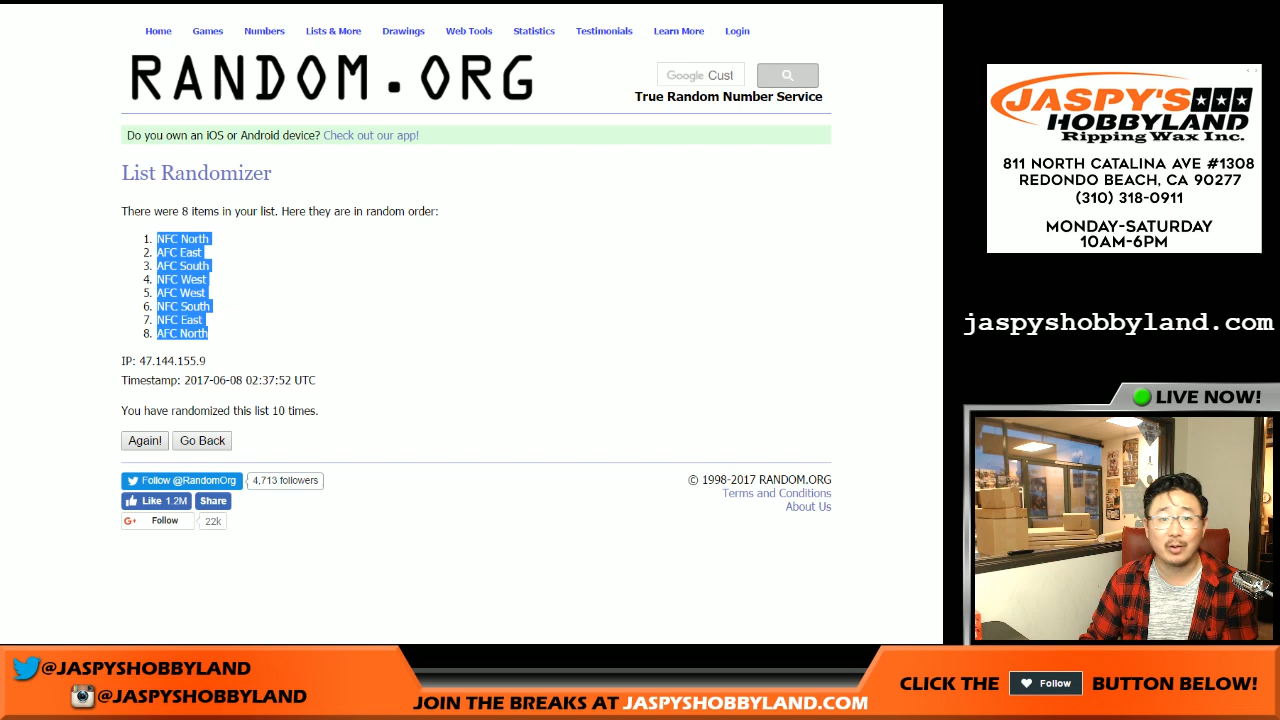 Home Games Numbers Lists & More Drawings Web Tools Statistics Testimonials Learn More Login
RANDOM.ORG
Google Cust
True Random Number Service
Do you own an iOS or Android device? Check out our app!
List Randomizer
There were 8 items in your list. Here they are in random order:
1. NFC North
2. AFC East
3. AFC South
4. NFC West
5. AFC West
6. NFC South
7. NFC East
8. AFC North
IP: 47.144.155.9
Timestamp: 2017-06-08 02:37:52 UTC
You have randomized this list 10 times.
Again! Go Back
Follow @RandomOrg 4,713 followers
Like 1.2M Share
G+ Follow 22k
© 1998-2017 RANDOM.ORG
Terms and Conditions
About Us
JASPY'S
HOBBYLAND
Ripping Wax Inc.
811 NORTH CATALINA AVE #1308
REDONDO BEACH, CA 90277
(310) 318-0911
MONDAY-SATURDAY
10AM-6PM
jaspyshobbyland.com
LIVE NOW!
@JASPYSHOBBYLAND
@JASPYSHOBBYLAND
JOIN THE BREAKS AT JASPYSHOBBYLAND.COM
CLICK THE Follow BUTTON BELOW!